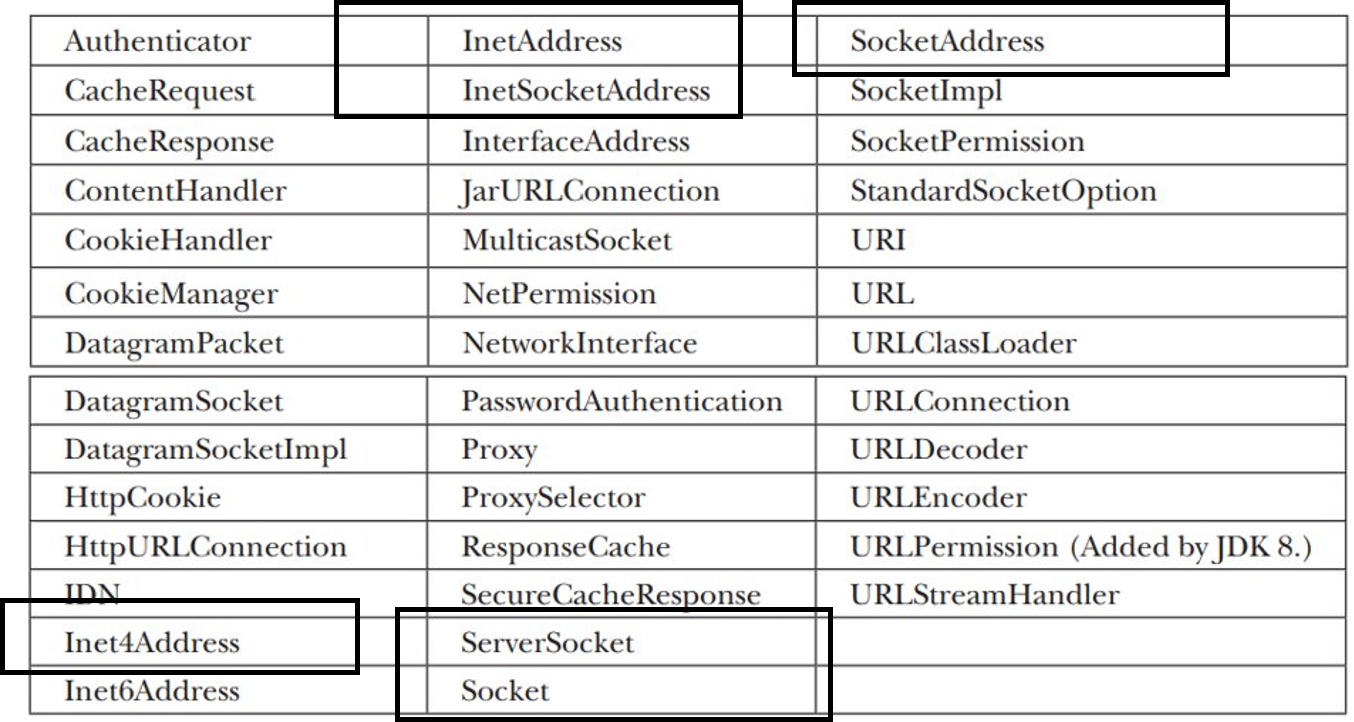 Authenticator InetAddress SocketAddress
CacheRequest InetSocketAddress SocketImpl
CacheResponse InterfaceAddress SocketPermission
ContentHandler JarURLConnection StandardSocketOption
CookieHandler MulticastSocket URI
CookieManager NetPermission URL
DatagramPacket NetworkInterface URLClassLoader
DatagramSocket PasswordAuthentication URLConnection
DatagramSocketImpl Proxy URLDecoder
HttpCookie ProxySelector URLEncoder
HttpURLConnection ResponseCache URLPermission (Added by JDK 8.)
IDN SecureCacheResponse URLStreamHandler
Inet4Address ServerSocket
Inet6Address Socket